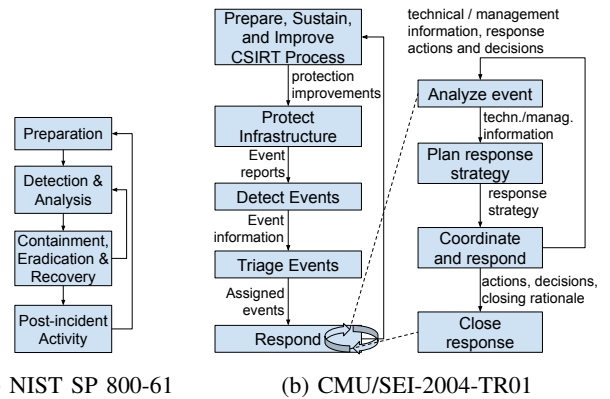 Preparation
Detection &
Analysis
Containment,
Eradication &
Recovery
Post-incident
Activity
NIST SP 800-61
Prepare, Sustain,
and Improve
CSIRT Process
protection
improvements
Protect
Infrastructure
Event
reports
Detect Events
Event
information
Triage Events
Assigned
events
Respond
technical / management
information, response
actions and decisions
Analyze event
techn./manag.
information
Plan response
strategy
response
strategy
Coordinate
and respond
actions, decisions,
closing rationale
Close
response
(b) CMU/SEI-2004-TR01